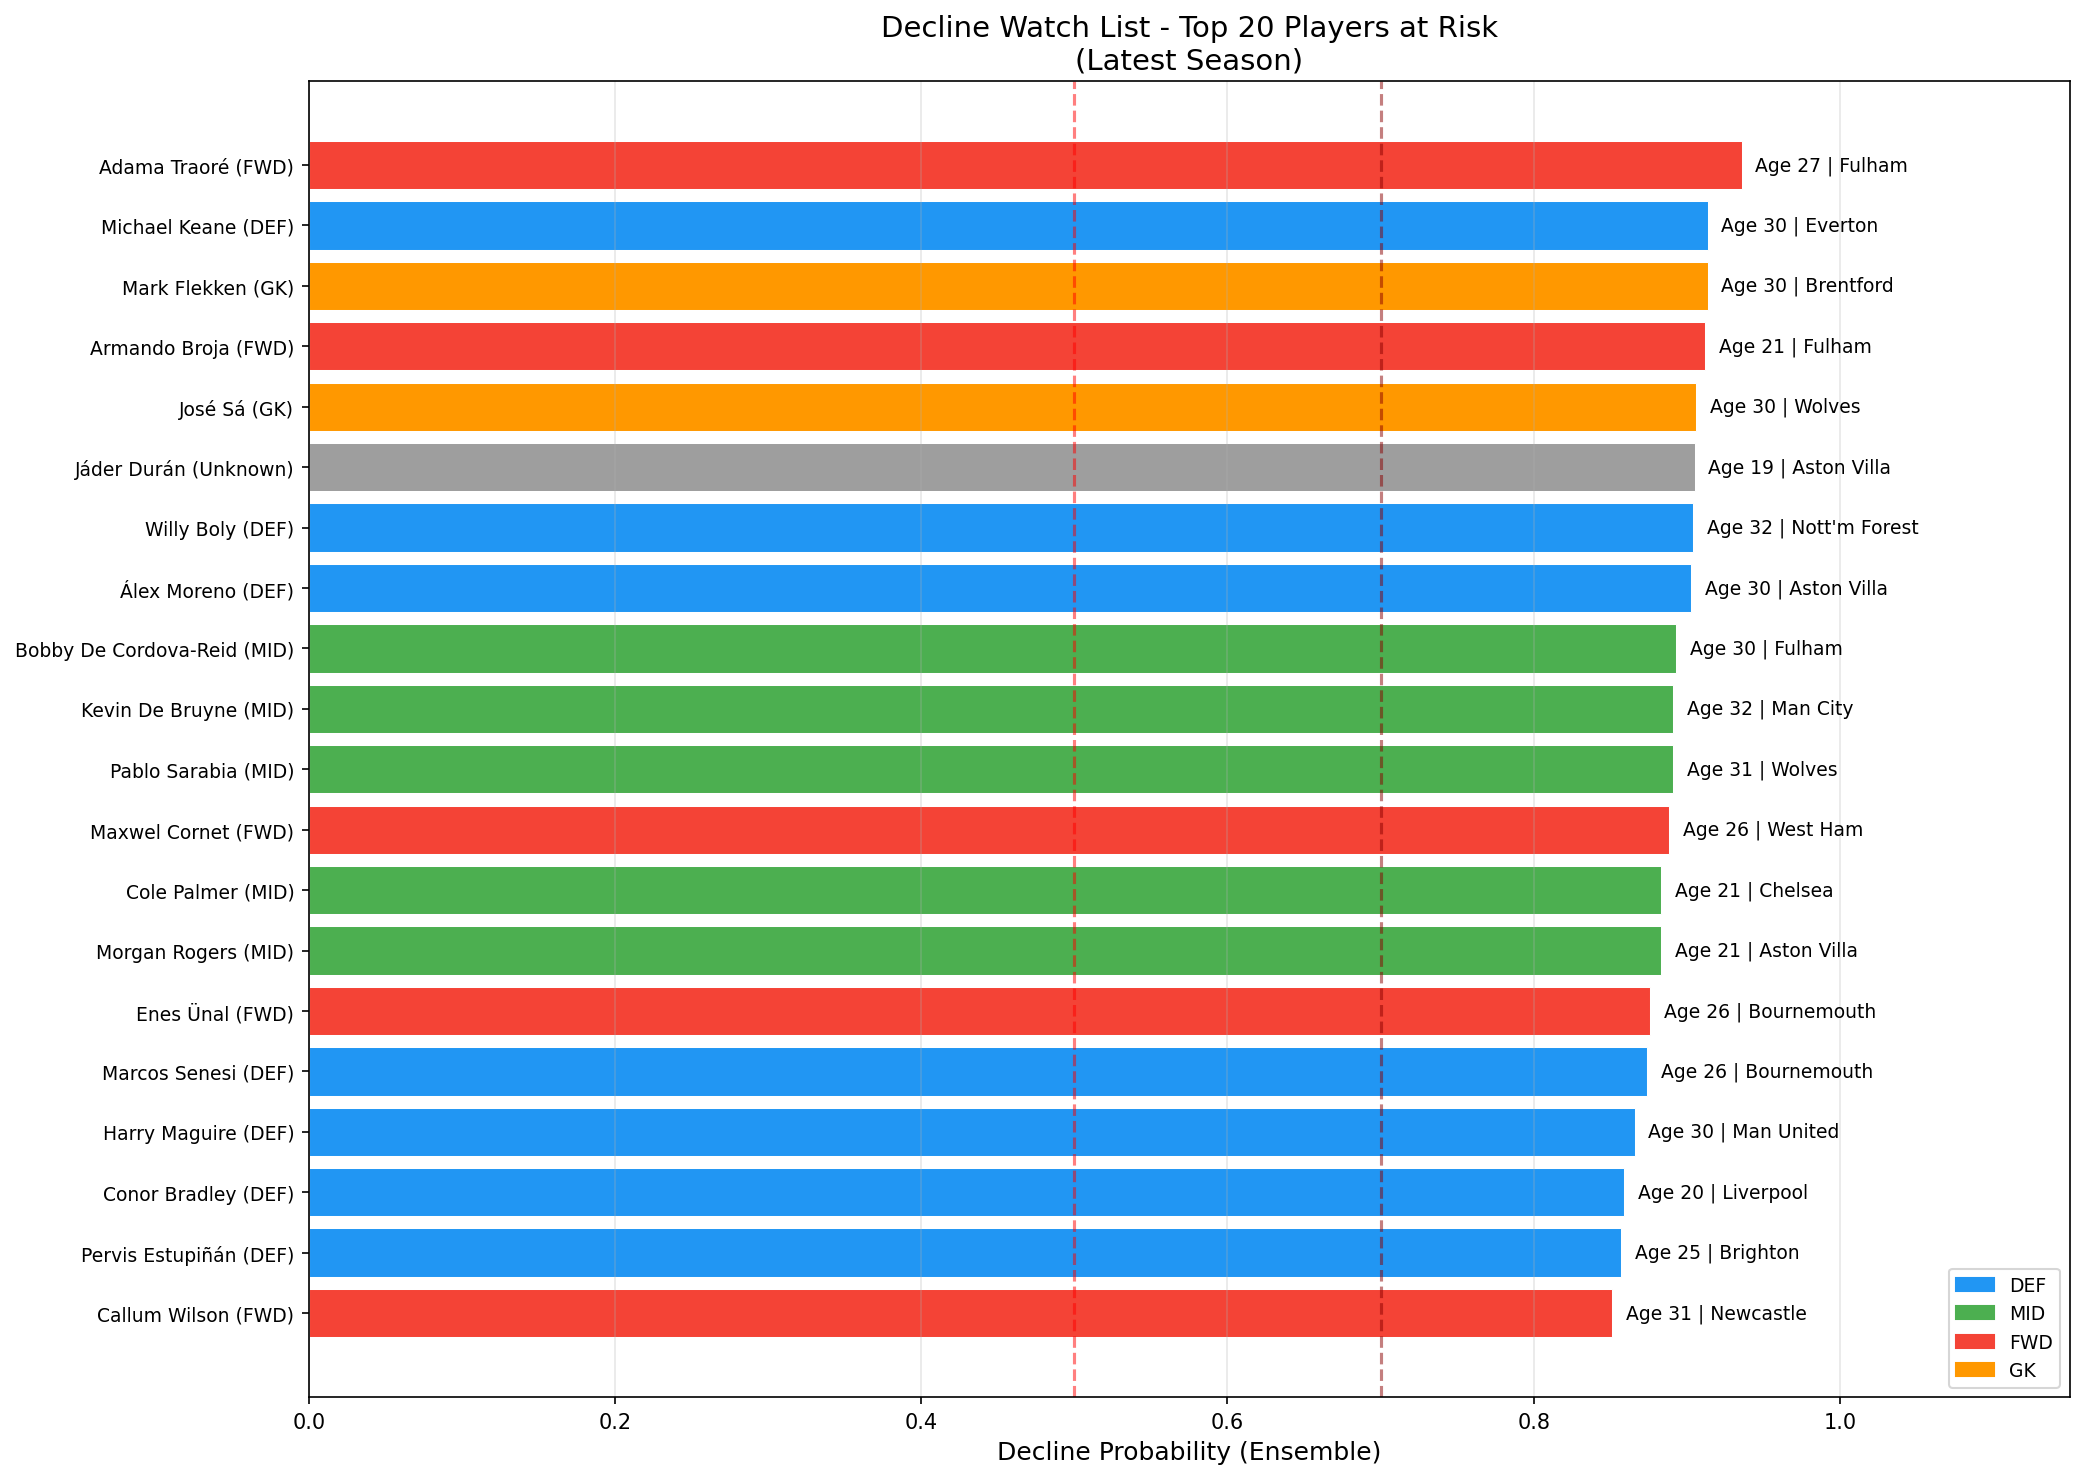 Decline Watch List - Top 20 Players at Risk
(Latest Season)
Adama Traoré (FWD)
Age 27 | Fulham
Michael Keane (DEF)
Age 30 | Everton
Mark Flekken (GK)
Age 30 | Brentford
Armando Broja (FWD)
Age 21 | Fulham
José Sá (GK)
Age 30 | Wolves
Jáder Durán (Unknown)
Age 19 | Aston Villa
Willy Boly (DEF)
Age 32 | Nott'm Forest
Álex Moreno (DEF)
Age 30 | Aston Villa
Bobby De Cordova-Reid (MID)
Age 30 | Fulham
Kevin De Bruyne (MID)
Age 32 | Man City
Pablo Sarabia (MID)
Age 31 | Wolves
Maxwel Cornet (FWD)
Age 26 | West Ham
Cole Palmer (MID)
Age 21 | Chelsea
Morgan Rogers (MID)
Age 21 | Aston Villa
Enes Ünal (FWD)
Age 26 | Bournemouth
Marcos Senesi (DEF)
Age 26 | Bournemouth
Harry Maguire (DEF)
Age 30 | Man United
Conor Bradley (DEF)
Age 20 | Liverpool
Pervis Estupiñán (DEF)
Age 25 | Brighton
Callum Wilson (FWD)
Age 31 | Newcastle
DEF
MID
FWD
GK
0.0 0.2 0.4 0.6 0.8 1.0
Decline Probability (Ensemble)